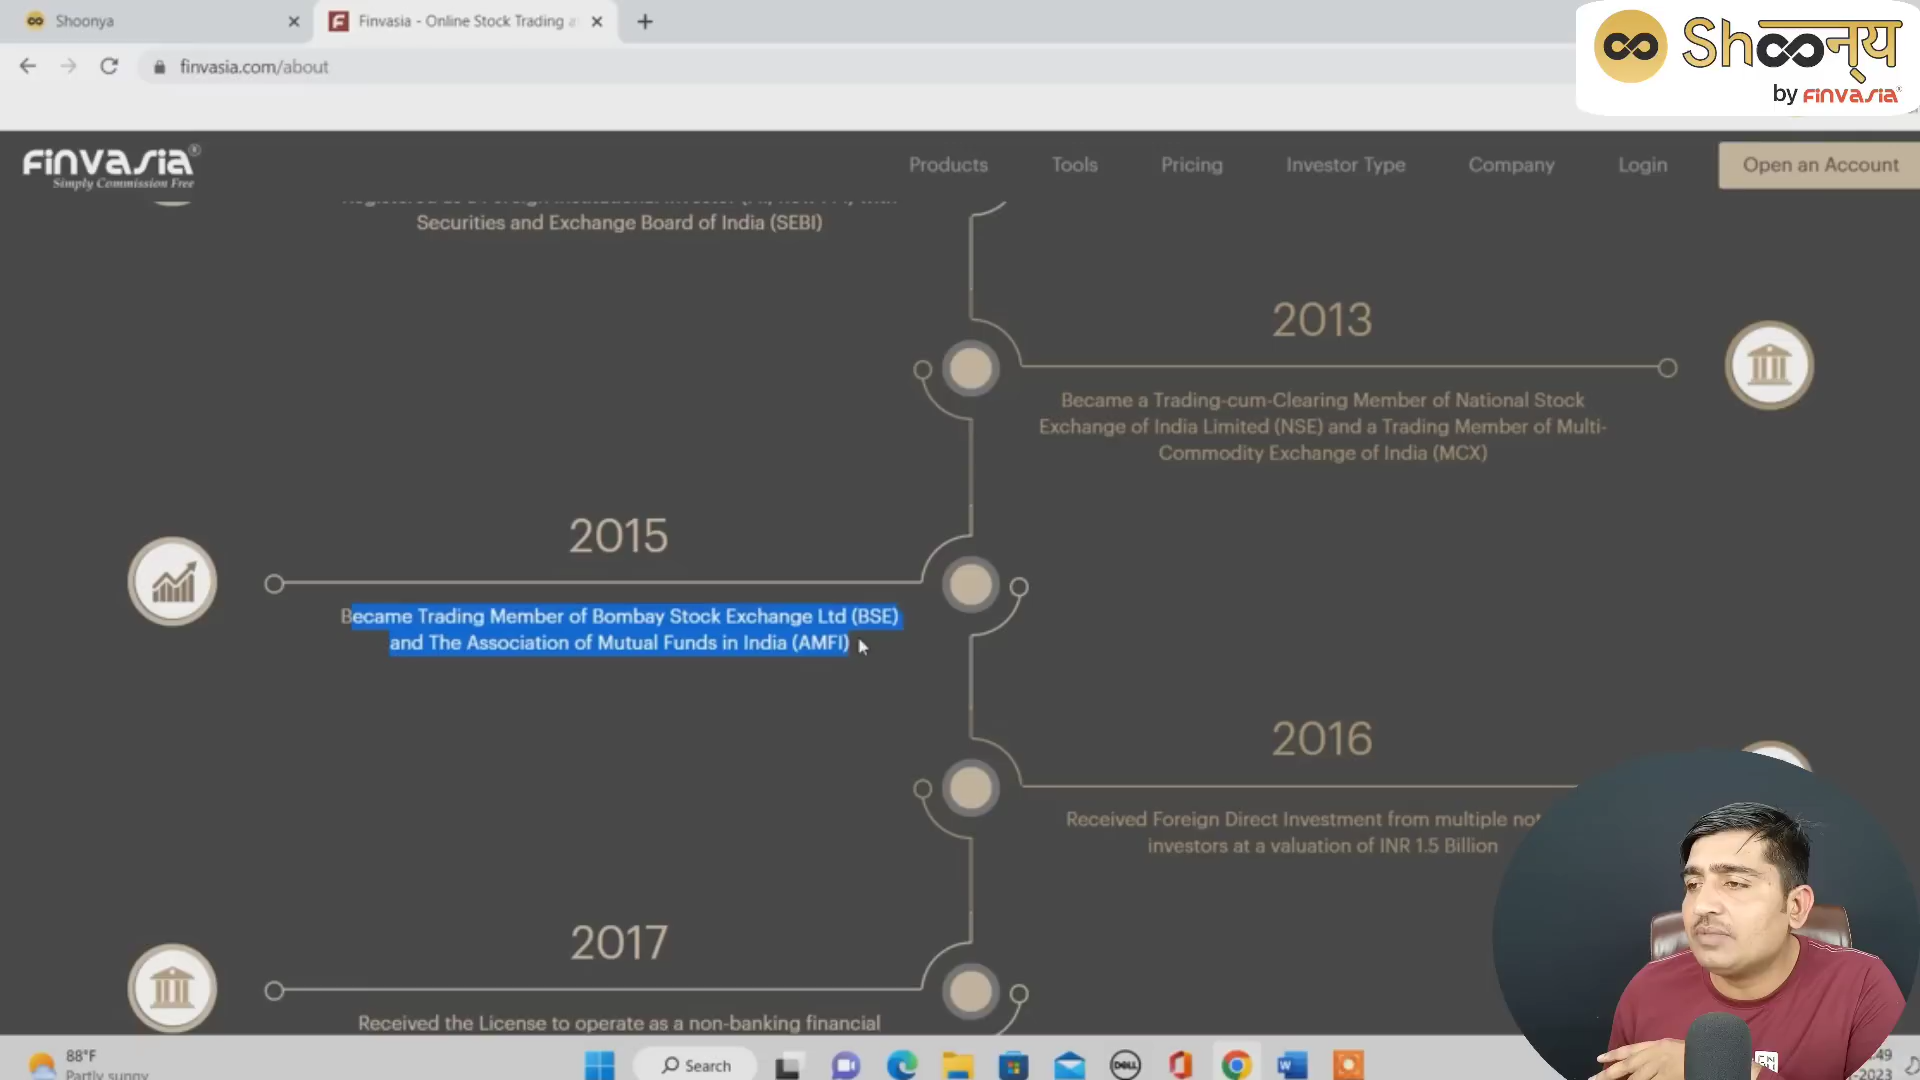 Shoonya
Finvasia - Online Stock Trading a
Shoonय
by FINVASIA
finvasia.com/about
FINVASIA®
Simply Commission Free
Products
Tools
Pricing
Investor Type
Company
Login
Open an Account
Securities and Exchange Board of India (SEBI)
2013
Became a Trading-cum-Clearing Member of National Stock
Exchange of India Limited (NSE) and a Trading Member of Multi-
Commodity Exchange of India (MCX)
2015
Became Trading Member of Bombay Stock Exchange Ltd (BSE)
and The Association of Mutual Funds in India (AMFI)
2016
Received Foreign Direct Investment from multiple
investors at a valuation of INR 1.5 Billion
2017
Received the License to operate as a non-banking financial
88°F
Partly sunny
Search
DELL